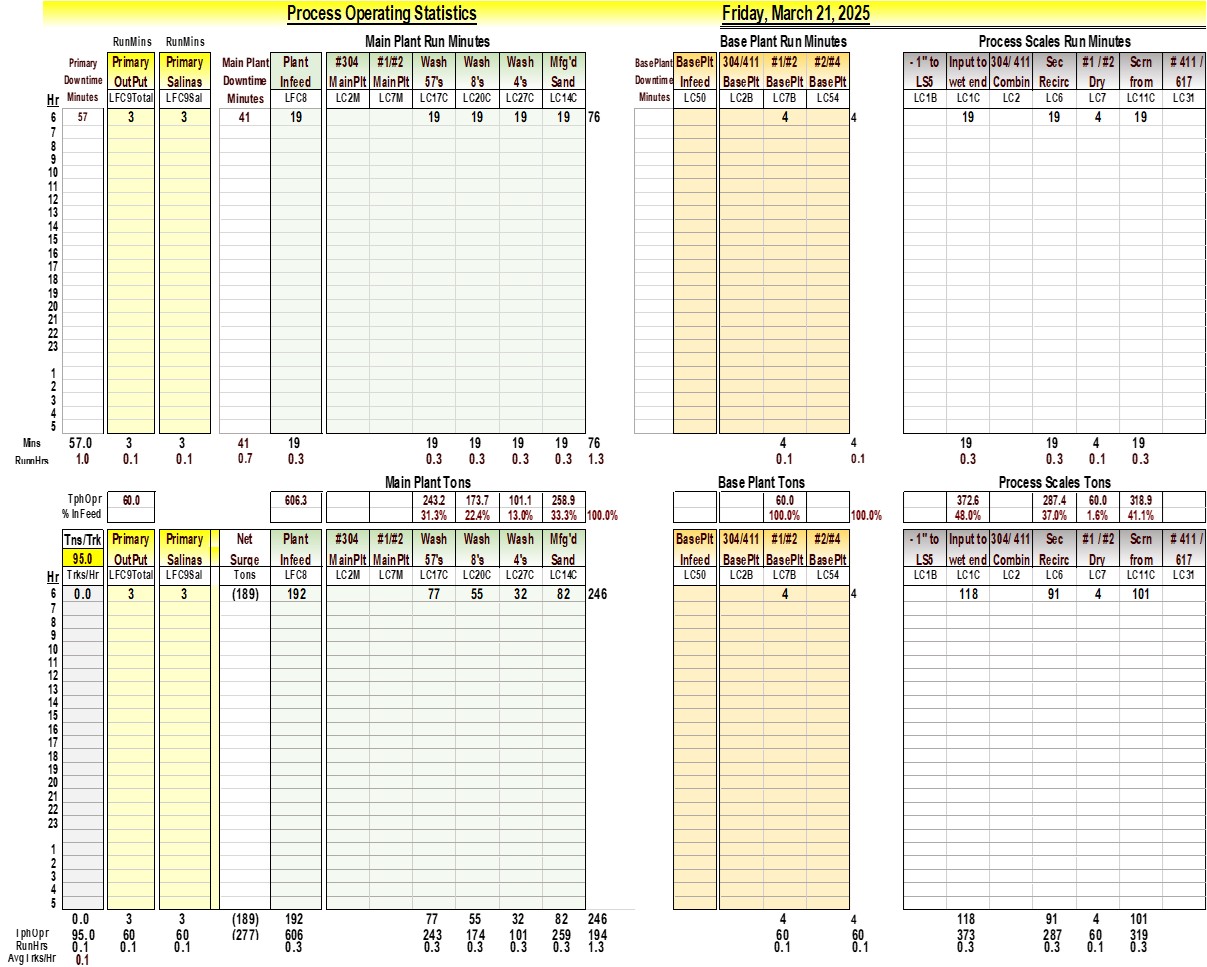 Process Operating Statistics Friday, March 21, 2025
RunMins RunMins Main Plant Run Minutes Base Plant Run Minutes Process Scales Run Minutes
Primary Primary Primary Main Plant Plant #304 #1/#2 Wash Wash Wash Mfg'd BasePlant BasePlt 304/411 #1/#2 #2/#4 - 1" to Input to 304/ 411 Sec #1 / #2 Scrn # 411 /
Downtime OutPut Salinas Downtime Infeed MainPlt MainPlt 57's 8's 4's Sand Downtime Infeed BasePlt BasePlt BasePlt LS5 wet end Combin Recirc Dry from 617
Hr Minutes LFC9Total LFC9Sal Minutes LFC8 LC2M LC7M LC17C LC20C LC27C LC14C Minutes LC50 LC2B LC7B LC54 LC1B LC1C LC2 LC6 LC7 LC11C LC31
6 57 3 3 41 19 19 19 19 19 76 4 4 19 19 4 19
7
8
9
10
11
12
13
14
15
16
17
18
19
20
21
22
23
1
2
3
4
5
Mins 57.0 3 3 41 19 19 19 19 19 76 4 4 19 19 4 19
RunnHrs 1.0 0.1 0.1 0.7 0.3 0.3 0.3 0.3 0.3 1.3 0.1 0.1 0.3 0.3 0.1 0.3
Main Plant Tons Base Plant Tons Process Scales Tons
TphOpr 60.0 606.3 243.2 173.7 101.1 258.9 60.0 372.6 287.4 60.0 318.9
% InFeed 31.3% 22.4% 13.0% 33.3% 100.0% 100.0% 100.0% 48.0% 37.0% 1.6% 41.1%
Tns/Trk Primary Primary Net Plant #304 #1/#2 Wash Wash Wash Mfg'd BasePlt 304/411 #1/#2 #2/#4 - 1" to Input to 304/ 411 Sec #1 / #2 Scrn # 411 /
95.0 OutPut Salinas Surge Infeed MainPlt MainPlt 57's 8's 4's Sand Infeed BasePlt BasePlt BasePlt LS5 wet end Combin Recirc Dry from 617
Hr Trks/Hr LFC9Total LFC9Sal Tons LFC8 LC2M LC7M LC17C LC20C LC27C LC14C LC50 LC2B LC7B LC54 LC1B LC1C LC2 LC6 LC7 LC11C LC31
6 0.0 3 3 (189) 192 77 55 32 82 246 4 4 118 91 4 101
7
8
9
10
11
12
13
14
15
16
17
18
19
20
21
22
23
1
2
3
4
5
0.0 3 3 (189) 192 77 55 32 82 246 4 4 118 91 4 101
TphOpr 95.0 60 60 (277) 606 243 174 101 259 194 60 60 373 287 60 319
RunHrs 0.1 0.1 0.1 0.3 0.3 0.3 0.3 0.3 1.3 0.1 0.1 0.3 0.3 0.1 0.3
AvgTrks/Hr 0.1